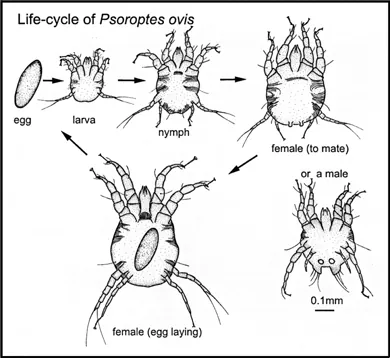 Life-cycle of Psoroptes ovis
egg
larva
nymph
female (to mate)
or a male
0.1mm
female (egg laying)